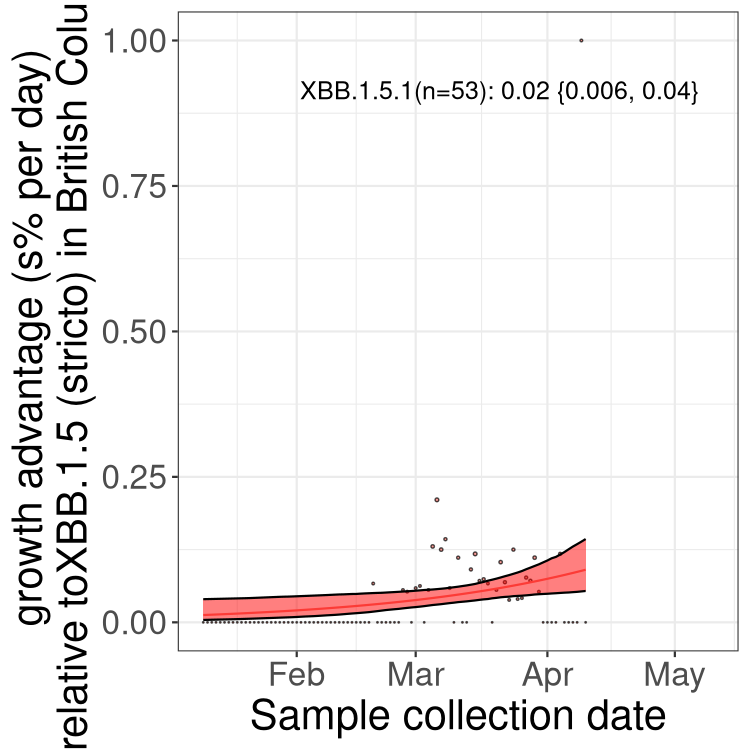 growth advantage (s% per day)
relative toXBB.1.5 (stricto) in British Colu
1.00
0.75
0.50
0.25
0.00
XBB.1.5.1(n=53): 0.02 {0.006, 0.04}
Feb Mar Apr May
Sample collection date